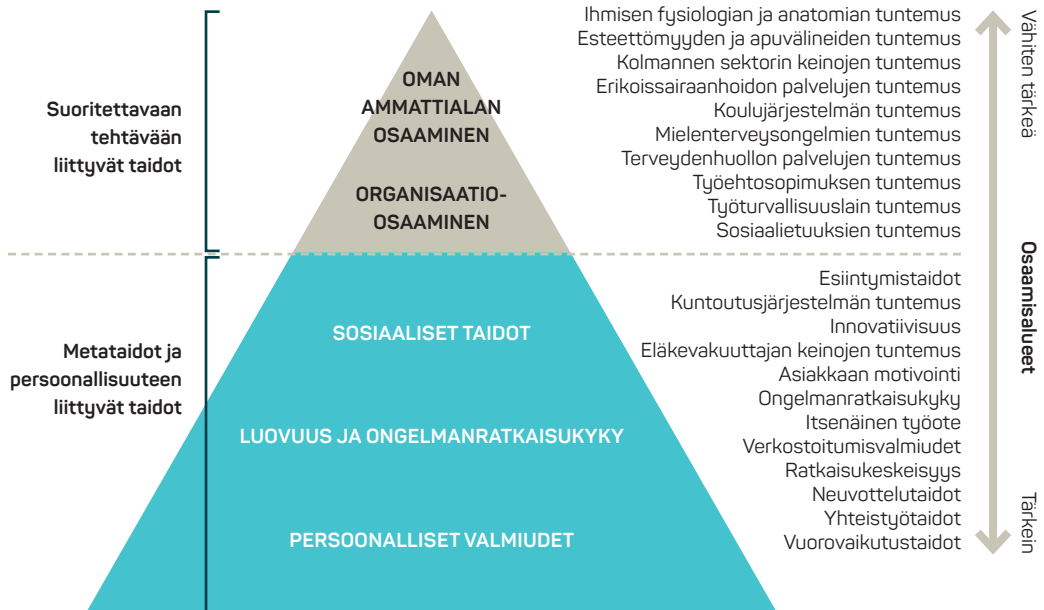 Suoritettavaan
tehtävään
liittyvät taidot
Metataidot ja
persoonallisuuteen
liittyvät taidot
OMAN
AMMATTIALAN
OSAAMINEN
ORGANISAATIO-
OSAAMINEN
SOSIAALISET TAIDOT
LUOVUUS JA ONGELMANRATKAISUKYKY
PERSOONALLISET VALMIUDET
Ihmisen fysiologian ja anatomian tuntemus
Esteettömyyden ja apuvälineiden tuntemus
Kolmannen sektorin keinojen tuntemus
Erikoissairaanhoidon palvelujen tuntemus
Koulujärjestelmän tuntemus
Mielenterveysongelmien tuntemus
Terveydenhuollon palvelujen tuntemus
Työehtosopimuksen tuntemus
Työturvallisuuslain tuntemus
Sosiaalietuuksien tuntemus
Esiintymistaidot
Kuntoutusjärjestelmän tuntemus
Innovatiivisuus
Eläkevakuuttajan keinojen tuntemus
Asiakkaan motivointi
Ongelmanratkaisukyky
Itsenäinen työote
Verkostoitumisvalmiudet
Ratkaisukeskeisyys
Neuvottelutaidot
Yhteistyötaidot
Vuorovaikutustaidot
Vähiten tärkeä
Osaamisalueet
Tärkein